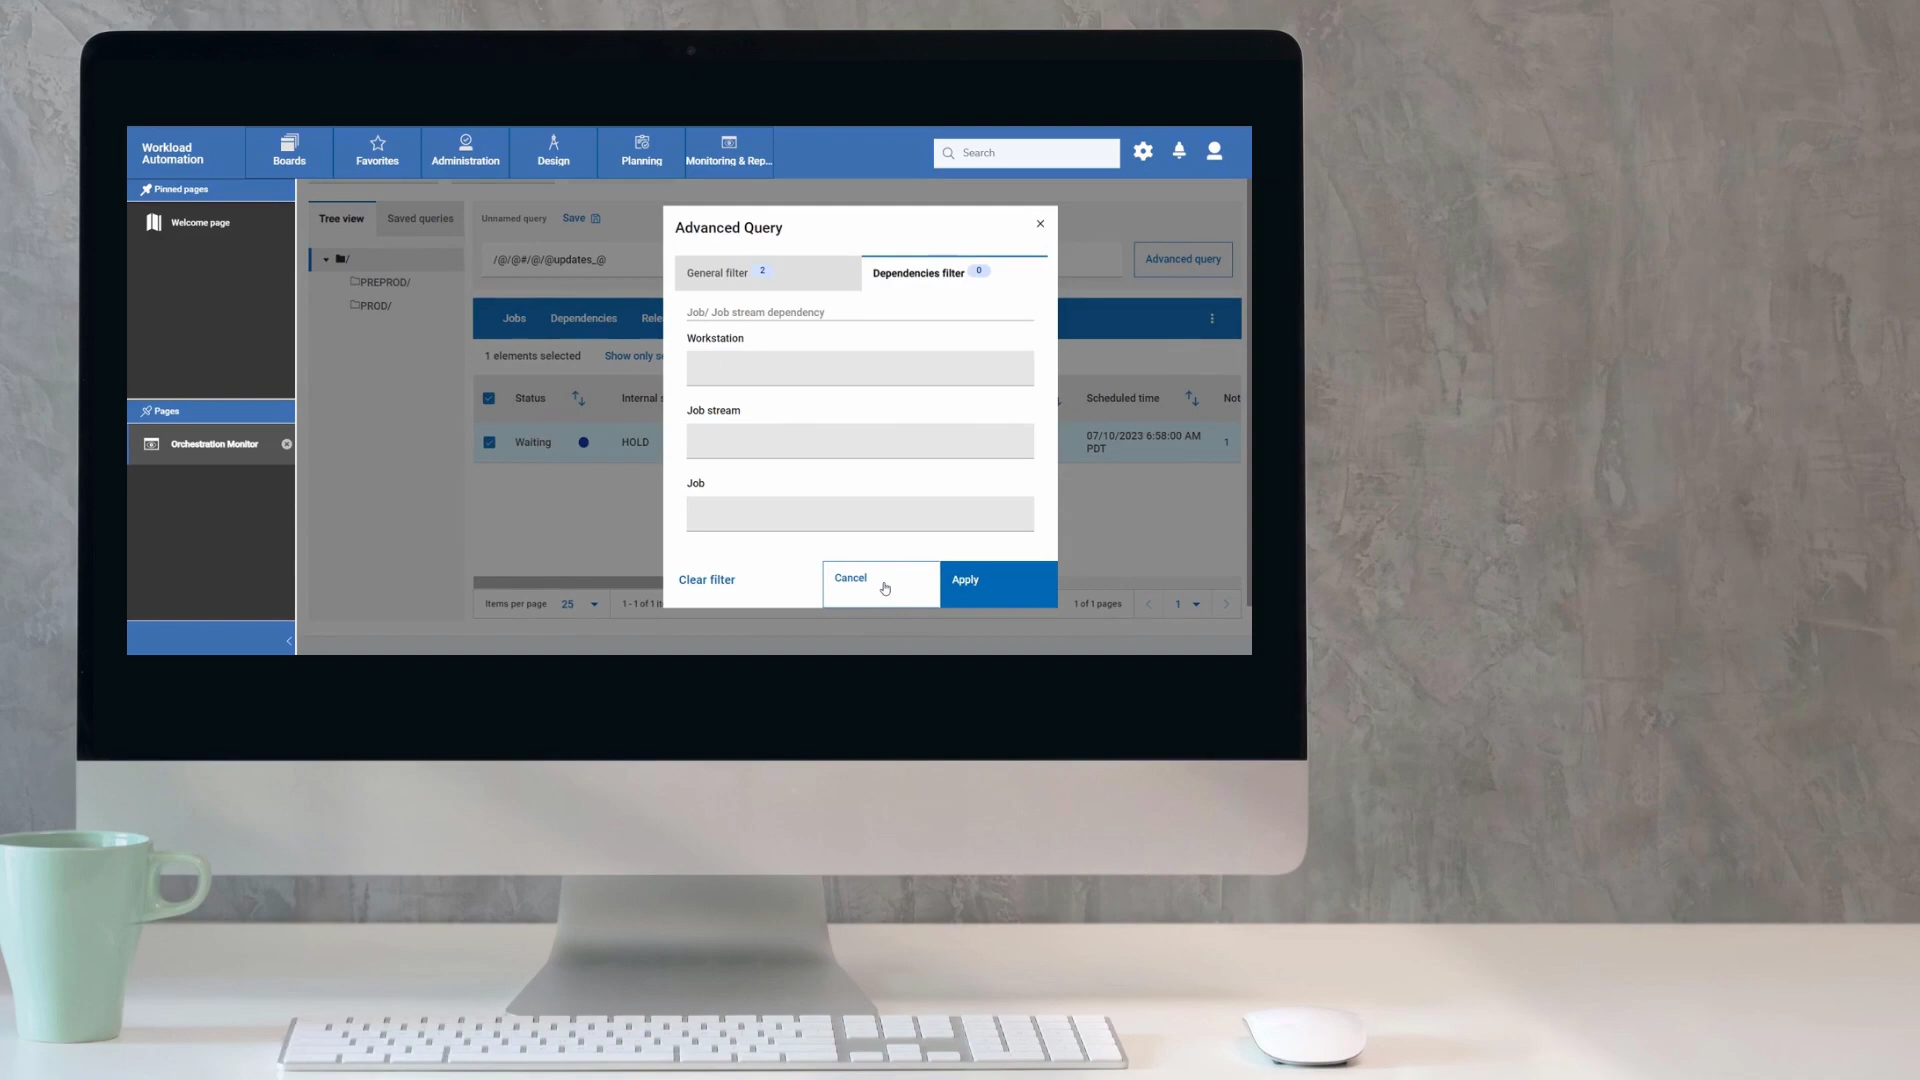 Workload
Automation
Boards
Favorites
Administration
Design
Planning
Monitoring & Rep...
Search
Pinned pages
Welcome page
Pages
Orchestration Monitor
Tree view
Saved queries
/
PREPROD/
PROD/
Unnamed query
Save
/@/@#/@/@updates_@
Advanced query
Jobs
Dependencies
Rele
1 elements selected
Show only s
Status
Internal s
Scheduled time
Not
Waiting
HOLD
07/10/2023 6:58:00 AM
PDT
1
Items per page
25
1 - 1 of 1 it
1 of 1 pages
1
Advanced Query
General filter 2
Dependencies filter 0
Job/ Job stream dependency
Workstation
Job stream
Job
Clear filter
Cancel
Apply